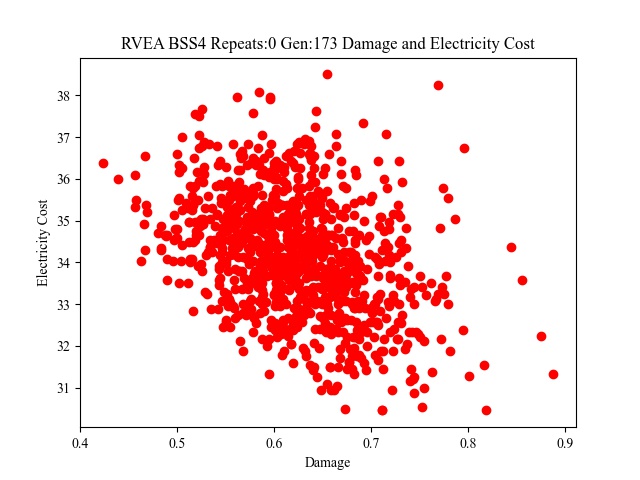 RVEA BSS4 Repeats:0 Gen:173 Damage and Electricity Cost
Electricity Cost
38
37
36
35
34
33
32
31
0.4 0.5 0.6 0.7 0.8 0.9
Damage